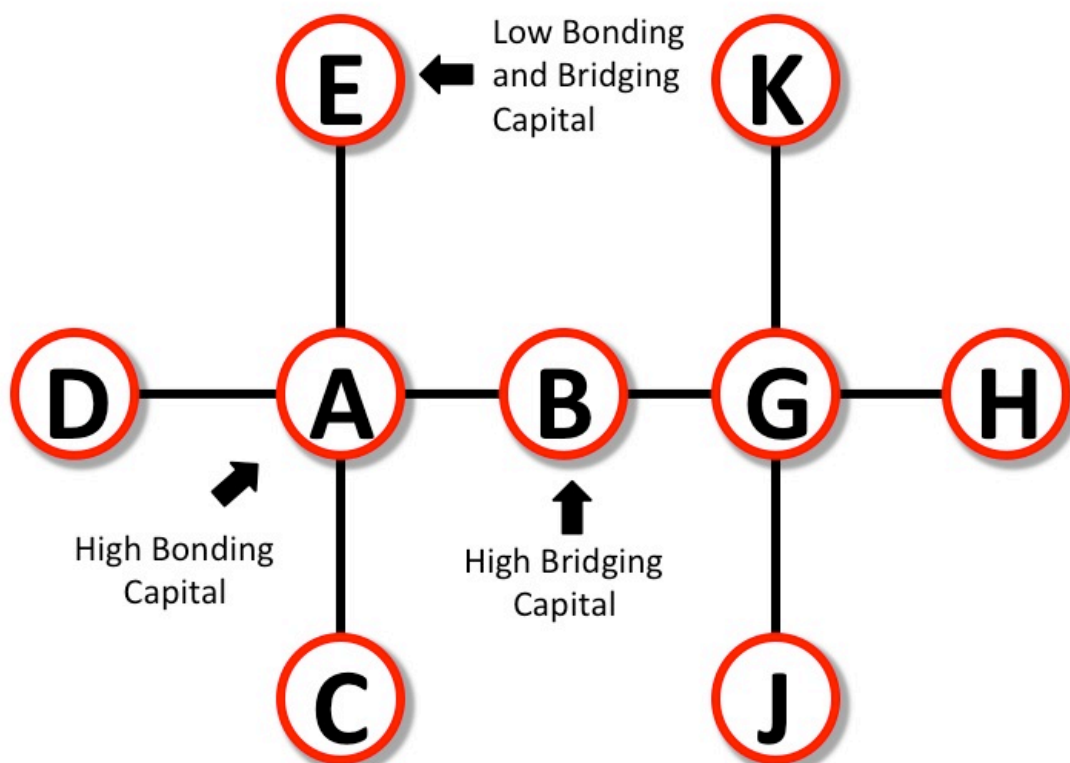 E
Low Bonding
and Bridging
Capital
K
D
A
B
G
H
High Bonding
Capital
High Bridging
Capital
C
J